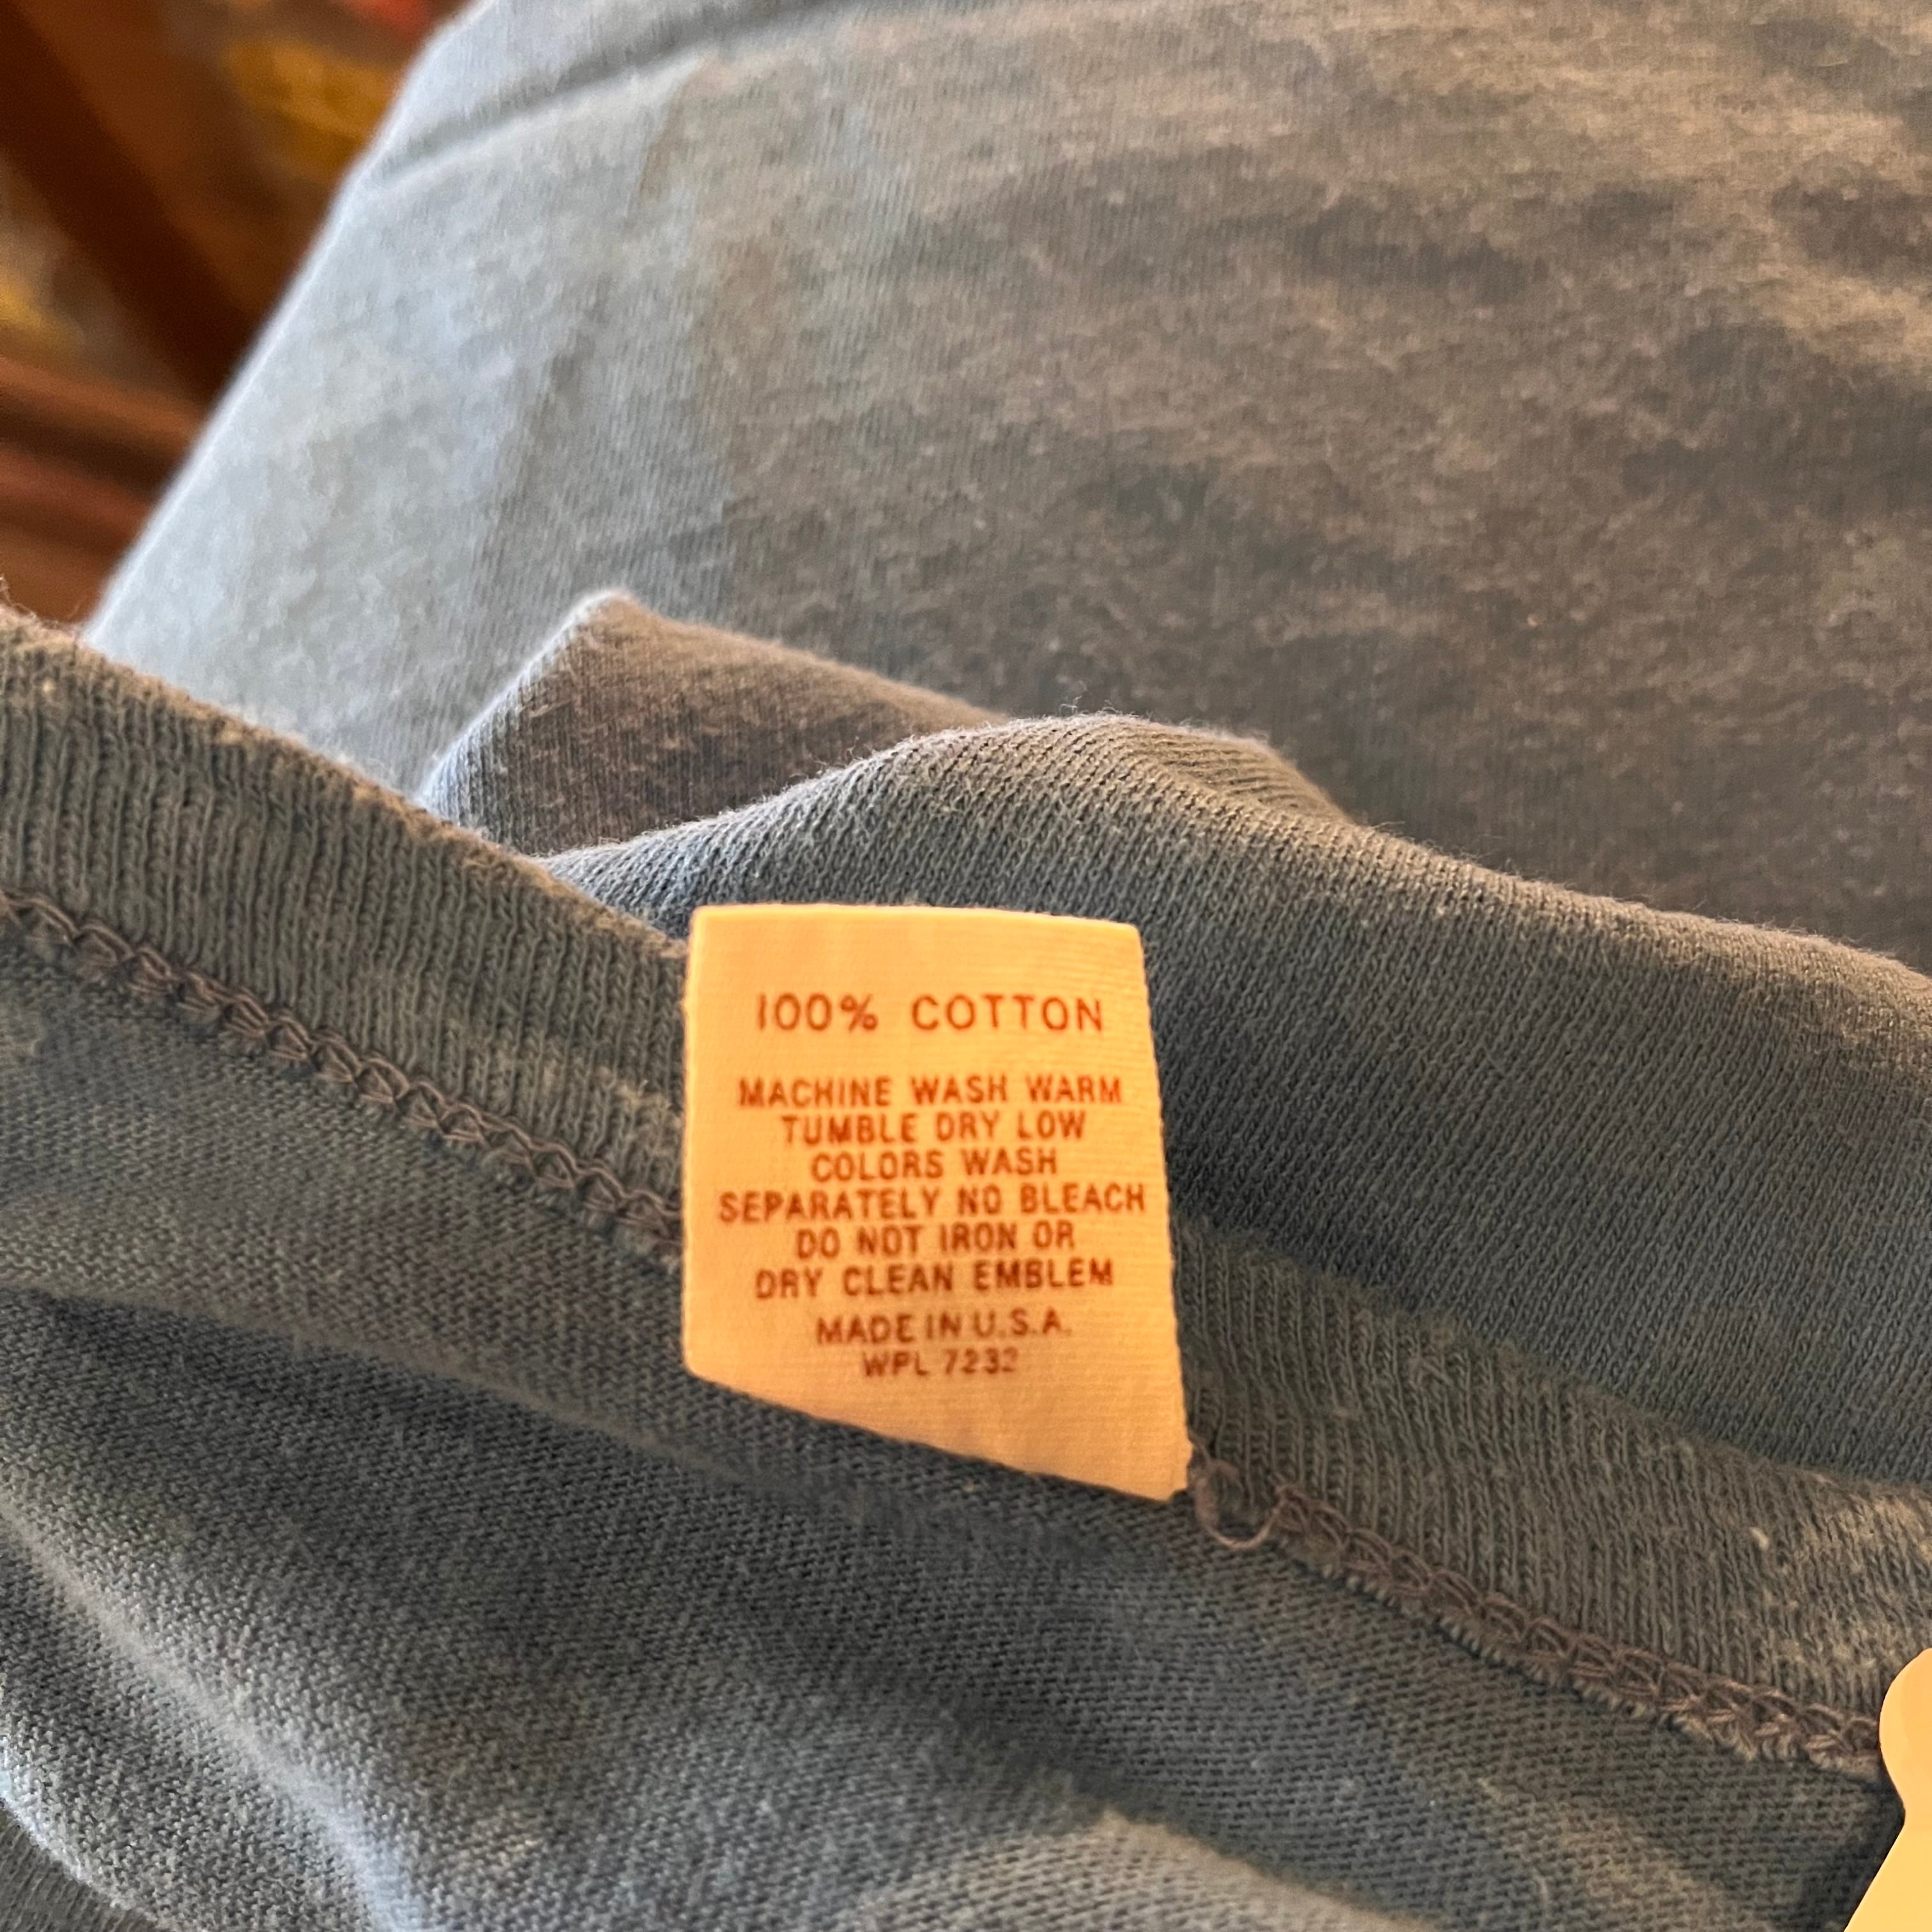 100% COTTON
MACHINE WASH WARM
TUMBLE DRY LOW
COLORS WASH
SEPARATELY NO BLEACH
DO NOT IRON OR
DRY CLEAN EMBLEM
MADE IN U.S.A.
WPL 7232